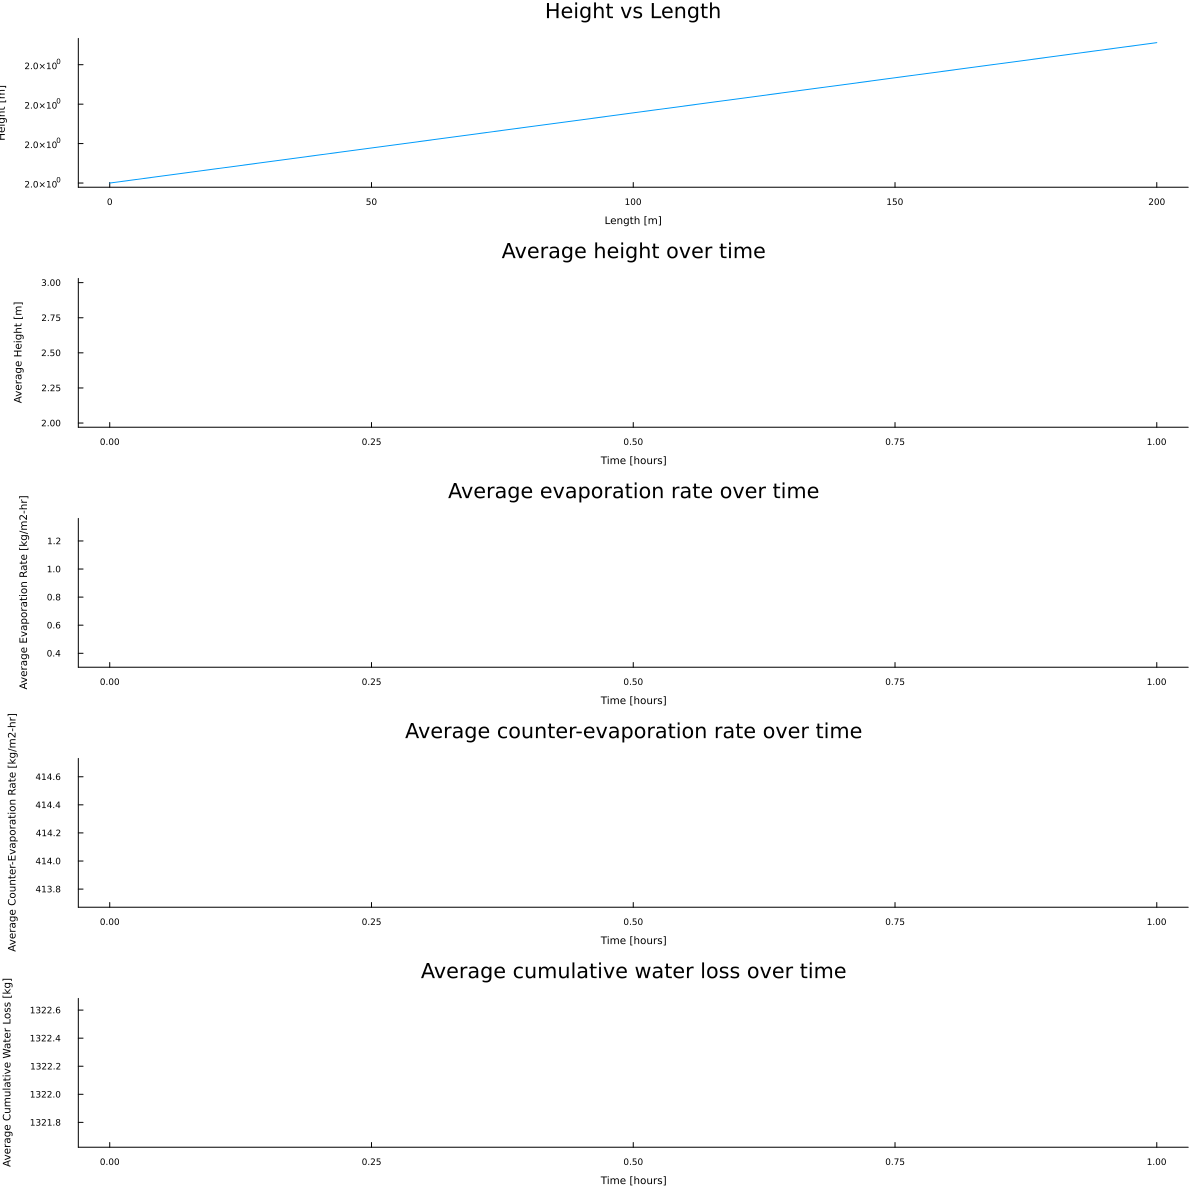 Height vs Length
Height [m]
2.0×10⁰
2.0×10⁰
2.0×10⁰
2.0×10⁰
0 50 100 150 200
Length [m]
Average height over time
Average Height [m]
3.00
2.75
2.50
2.25
2.00
0.00 0.25 0.50 0.75 1.00
Time [hours]
Average evaporation rate over time
Average Evaporation Rate [kg/m2-hr]
1.2
1.0
0.8
0.6
0.4
0.00 0.25 0.50 0.75 1.00
Time [hours]
Average counter-evaporation rate over time
Average Counter-Evaporation Rate [kg/m2-hr]
414.6
414.4
414.2
414.0
413.8
0.00 0.25 0.50 0.75 1.00
Time [hours]
Average cumulative water loss over time
Average Cumulative Water Loss [kg]
1322.6
1322.4
1322.2
1322.0
1321.8
0.00 0.25 0.50 0.75 1.00
Time [hours]